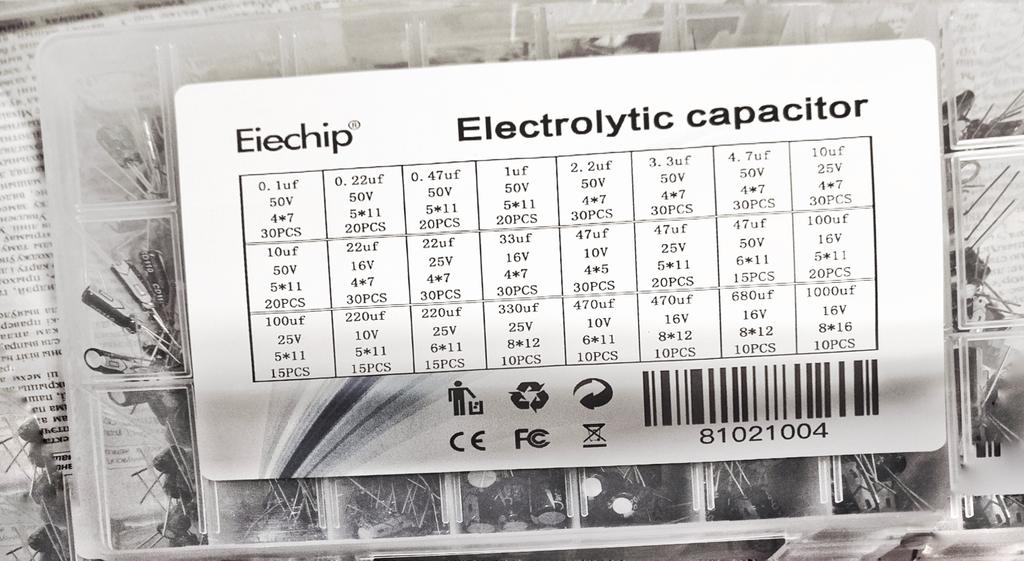 Eiechip®
Electrolytic capacitor
0.1uf 0.22uf 0.47uf 1uf 2.2uf 3.3uf 4.7uf 10uf
50V 50V 50V 50V 50V 50V 50V 25V
4*7 5*11 5*11 5*11 4*7 4*7 4*7 4*7
30PCS 20PCS 20PCS 20PCS 30PCS 30PCS 30PCS 30PCS
10uf 22uf 22uf 33uf 47uf 47uf 47uf 100uf
50V 16V 25V 16V 10V 25V 50V 16V
5*11 4*7 4*7 4*7 4*5 5*11 6*11 5*11
20PCS 30PCS 30PCS 30PCS 30PCS 20PCS 15PCS 20PCS
100uf 220uf 220uf 330uf 470uf 470uf 680uf 1000uf
25V 10V 25V 25V 10V 16V 16V 16V
5*11 5*11 6*11 8*12 6*11 8*12 8*12 8*16
15PCS 15PCS 15PCS 10PCS 10PCS 10PCS 10PCS 10PCS
CE FC
81021004